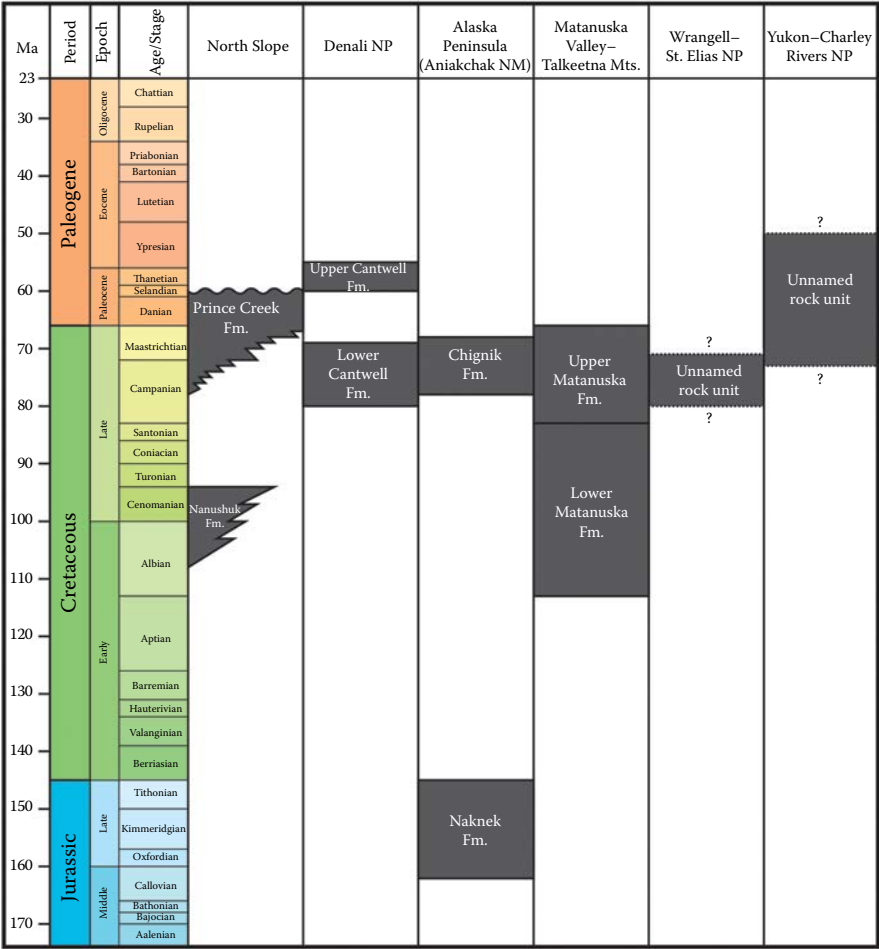 Ma
Period
Epoch
Age/Stage
North Slope
Denali NP
Alaska
Peninsula
(Aniakchak NM)
Matanuska
Valley–
Talkeetna Mts.
Wrangell–
St. Elias NP
Yukon–Charley
Rivers NP
23
30
40
50
60
70
80
90
100
110
120
130
140
150
160
170
Paleogene
Cretaceous
Jurassic
Oligocene
Eocene
Paleocene
Late
Early
Late
Middle
Chattian
Rupelian
Priabonian
Bartonian
Lutetian
Ypresian
Thanetian
Selandian
Danian
Maastrichtian
Campanian
Santonian
Coniacian
Turonian
Cenomanian
Albian
Aptian
Barremian
Hauterivian
Valanginian
Berriasian
Tithonian
Kimmeridgian
Oxfordian
Callovian
Bathonian
Bajocian
Aalenian
Prince Creek
Fm.
Nanushuk
Fm.
Upper Cantwell
Fm.
Lower
Cantwell
Fm.
Chignik
Fm.
Naknek
Fm.
Upper
Matanuska
Fm.
Lower
Matanuska
Fm.
?
Unnamed
rock unit
?
?
Unnamed
rock unit
?